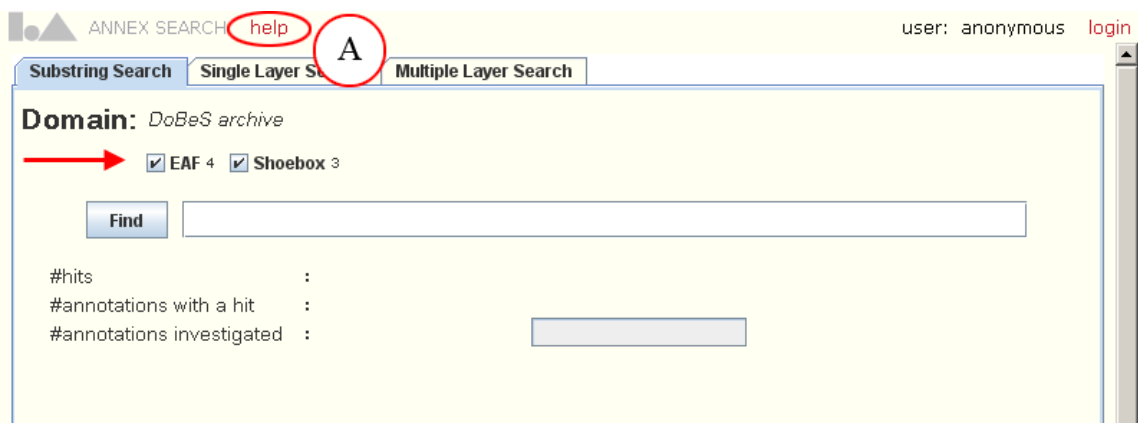 ANNEX SEARCH help user: anonymous login
A
Substring Search Single Layer Multiple Layer Search
Domain: DoBeS archive
EAF 4 Shoebox 3
Find
#hits :
#annotations with a hit :
#annotations investigated :